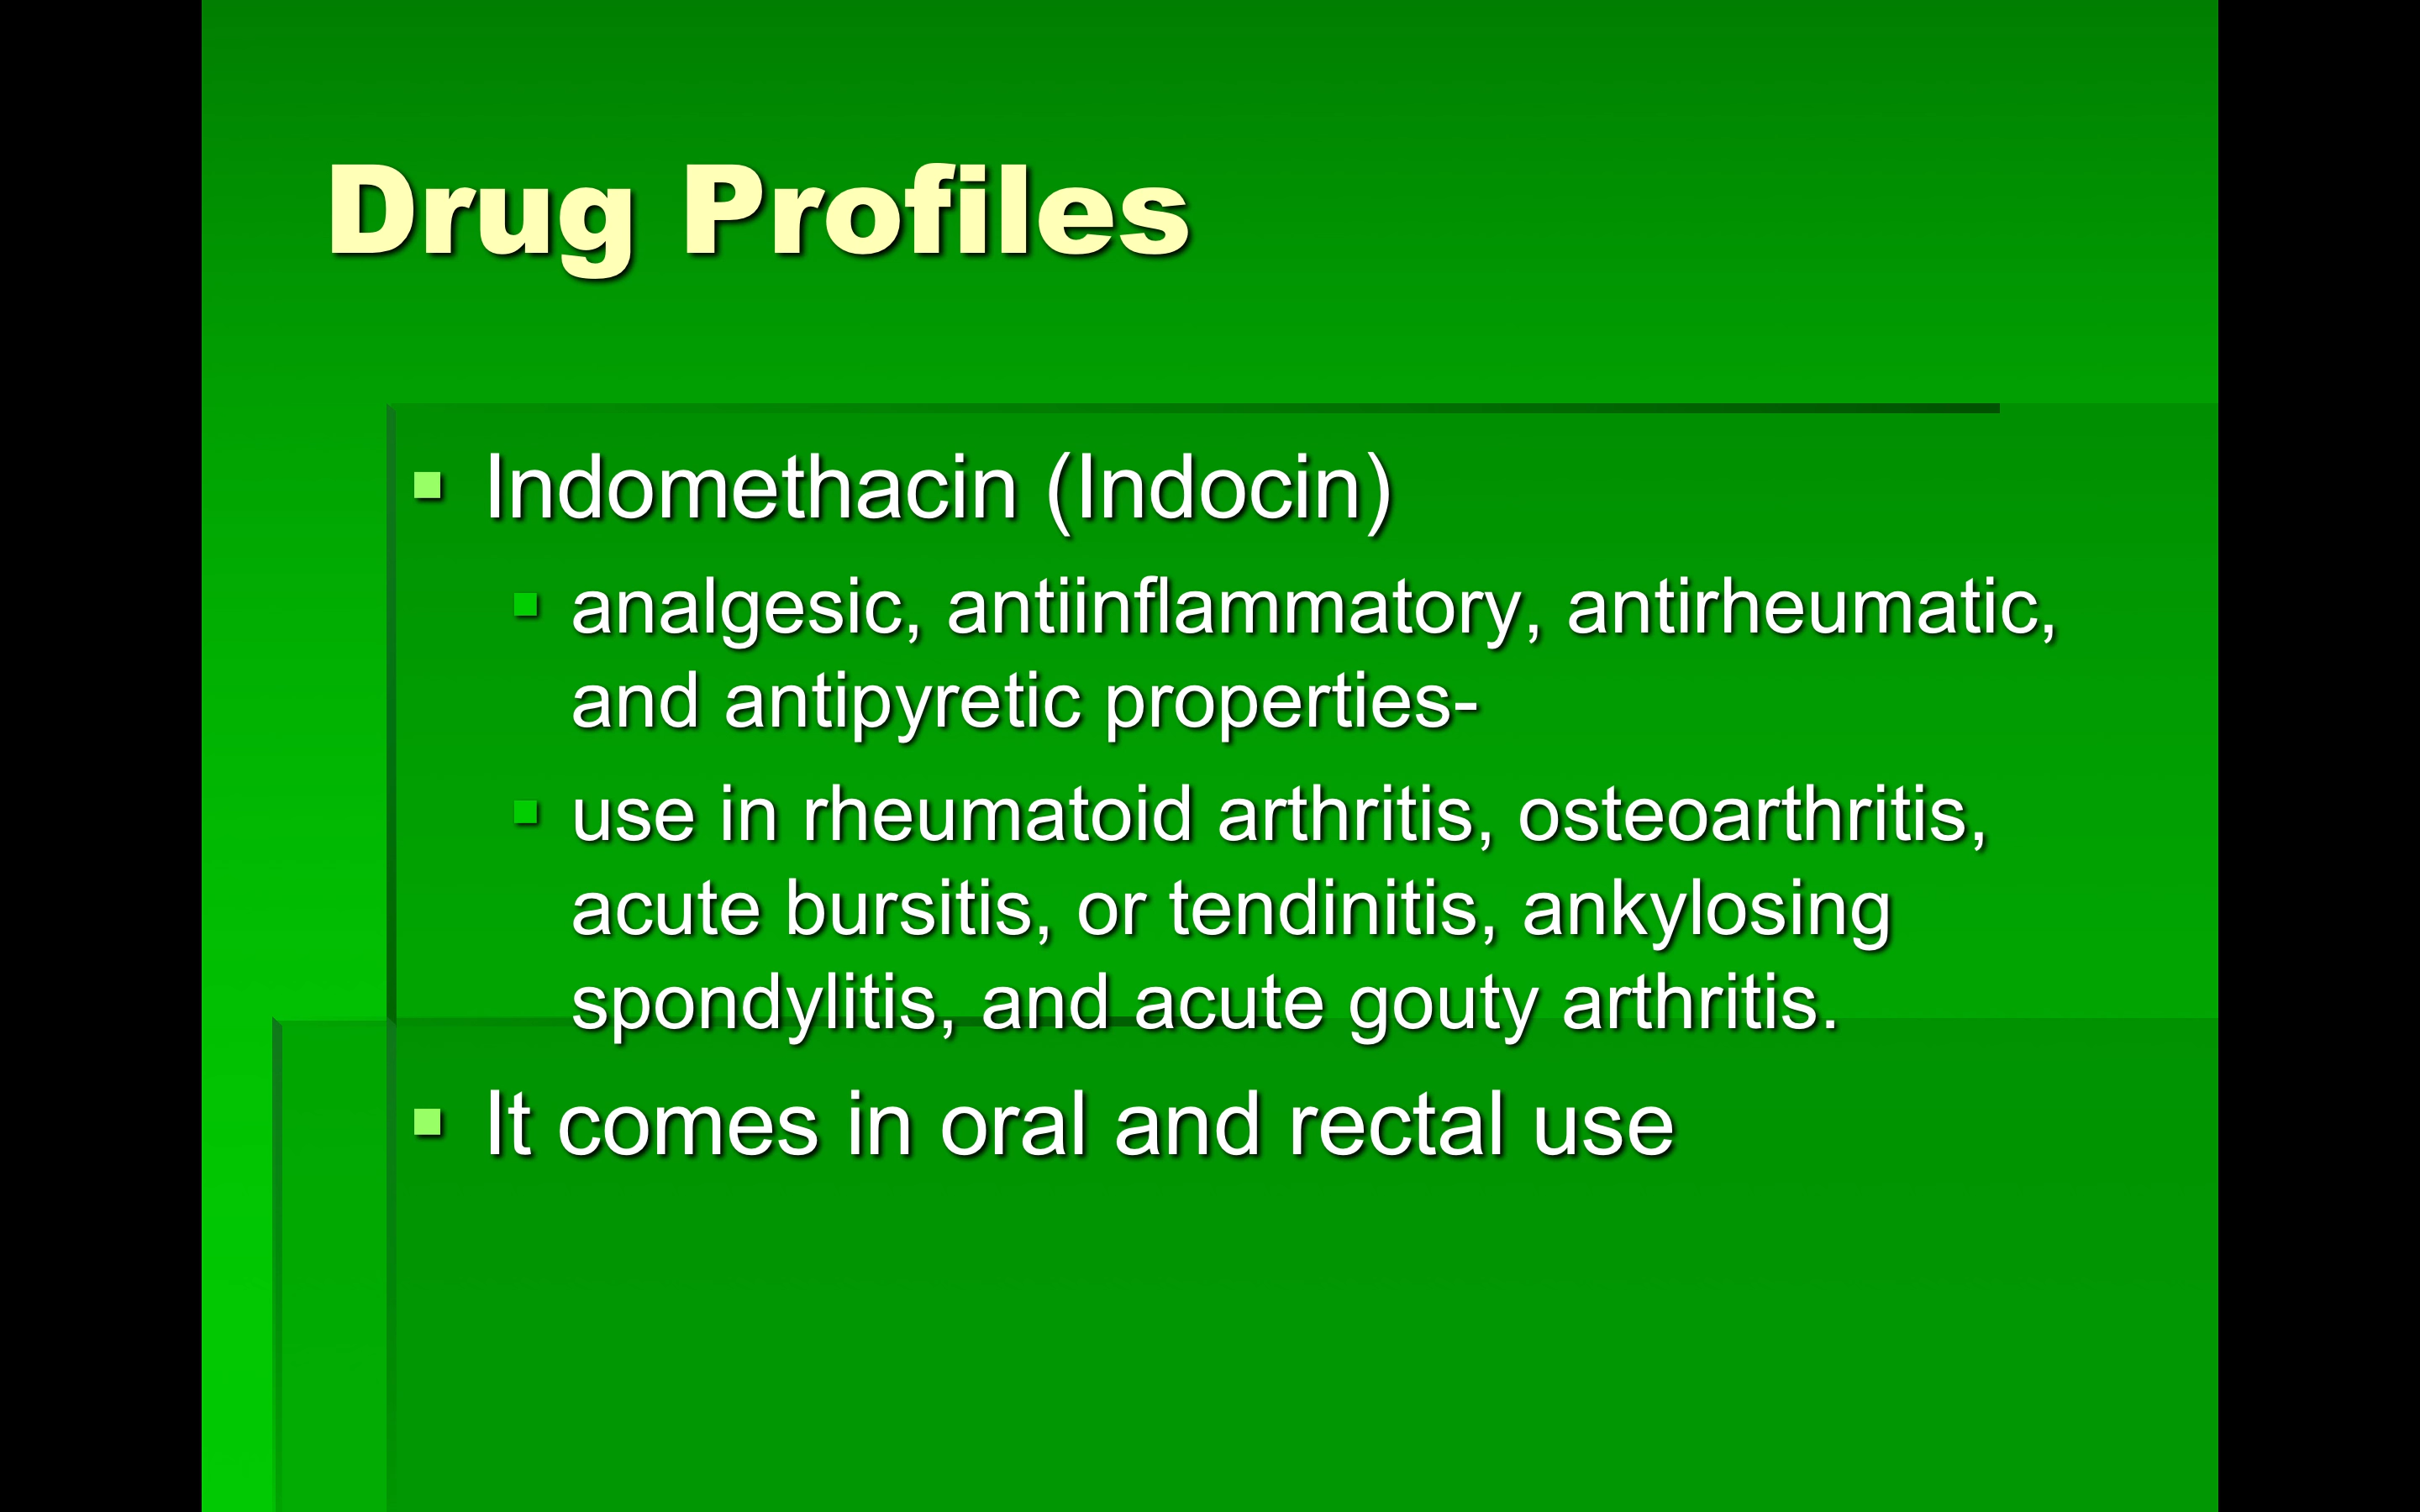 Drug Profiles
Indomethacin (Indocin)
analgesic, antiinflammatory, antirheumatic,
and antipyretic properties-
use in rheumatoid arthritis, osteoarthritis,
acute bursitis, or tendinitis, ankylosing
spondylitis, and acute gouty arthritis.
It comes in oral and rectal use